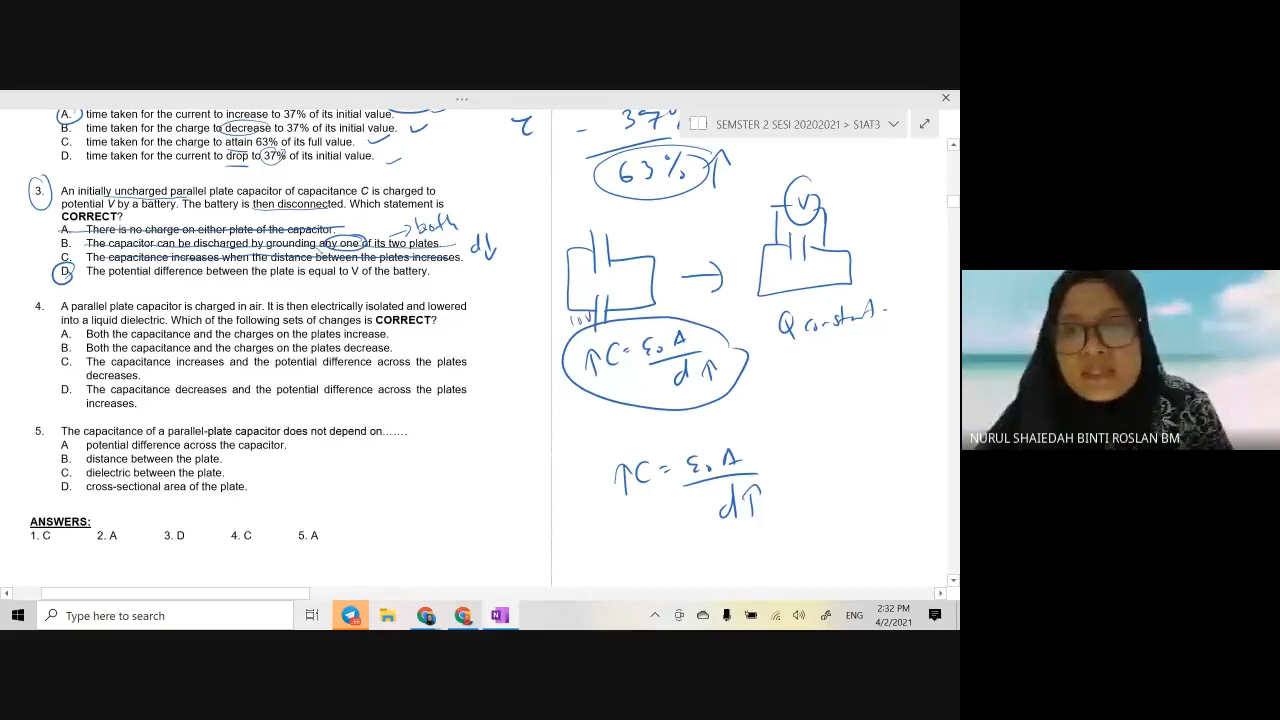 A. time taken for the current to increase to 37% of its initial value.
B. time taken for the charge to decrease to 37% of its initial value.
C. time taken for the charge to attain 63% of its full value.
D. time taken for the current to drop to 37% of its initial value.
τ
- 37%
63% ↑
SEMSTER 2 SESI 20202021 > S1AT3
3. An initially uncharged parallel plate capacitor of capacitance C is charged to
potential V by a battery. The battery is then disconnected. Which statement is
CORRECT?
A. There is no charge on either plate of the capacitor.
→ both
B. The capacitor can be discharged by grounding any one of its two plates.
C. The capacitance increases when the distance between the plates increases.
d↓
D. The potential difference between the plate is equal to V of the battery.
V
10V
→
Q constant.
↑C = ε₀A
d↑
4. A parallel plate capacitor is charged in air. It is then electrically isolated and lowered
into a liquid dielectric. Which of the following sets of changes is CORRECT?
A. Both the capacitance and the charges on the plates increase.
B. Both the capacitance and the charges on the plates decrease.
C. The capacitance increases and the potential difference across the plates
decreases.
D. The capacitance decreases and the potential difference across the plates
increases.
5. The capacitance of a parallel-plate capacitor does not depend on…….
A potential difference across the capacitor.
B. distance between the plate.
C. dielectric between the plate.
D. cross-sectional area of the plate.
↑C = ε₀A
d↑
ANSWERS:
1. C 2. A 3. D 4. C 5. A
NURUL SHAIEDAH BINTI ROSLAN BM
Type here to search
ENG
2:32 PM
4/2/2021